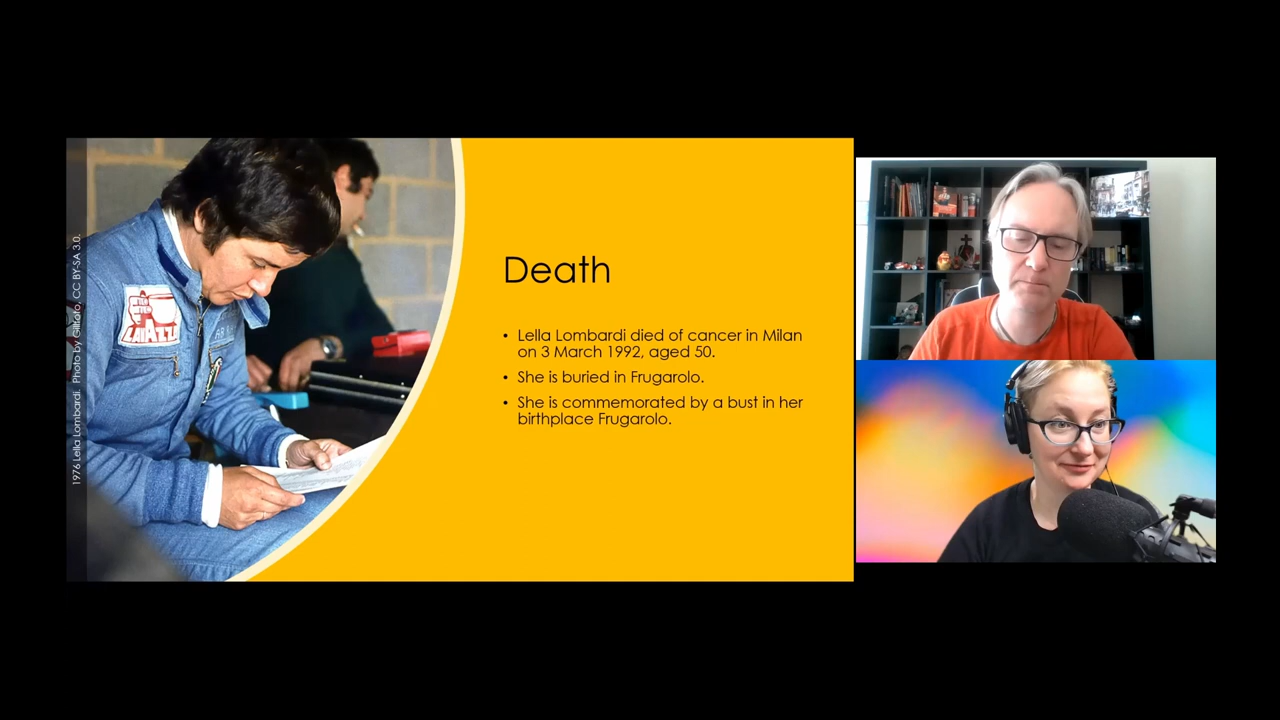 1976 Lella Lombardi. Photo by Gillfoto, CC BY-SA 3.0.
Death
• Lella Lombardi died of cancer in Milan
on 3 March 1992, aged 50.
• She is buried in Frugarolo.
• She is commemorated by a bust in her
birthplace Frugarolo.